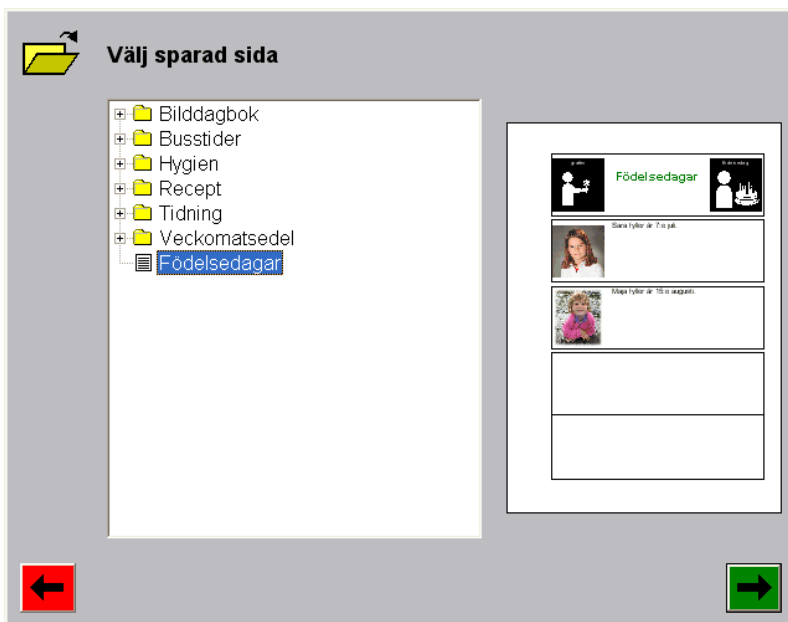 Välj sparad sida
Bilddagbok
Busstider
Hygien
Recept
Tidning
Veckomatsedel
Födelsedagar
Födelsedagar
Sara fyller år 7:e juli.
Maja fyller år 15:e augusti.